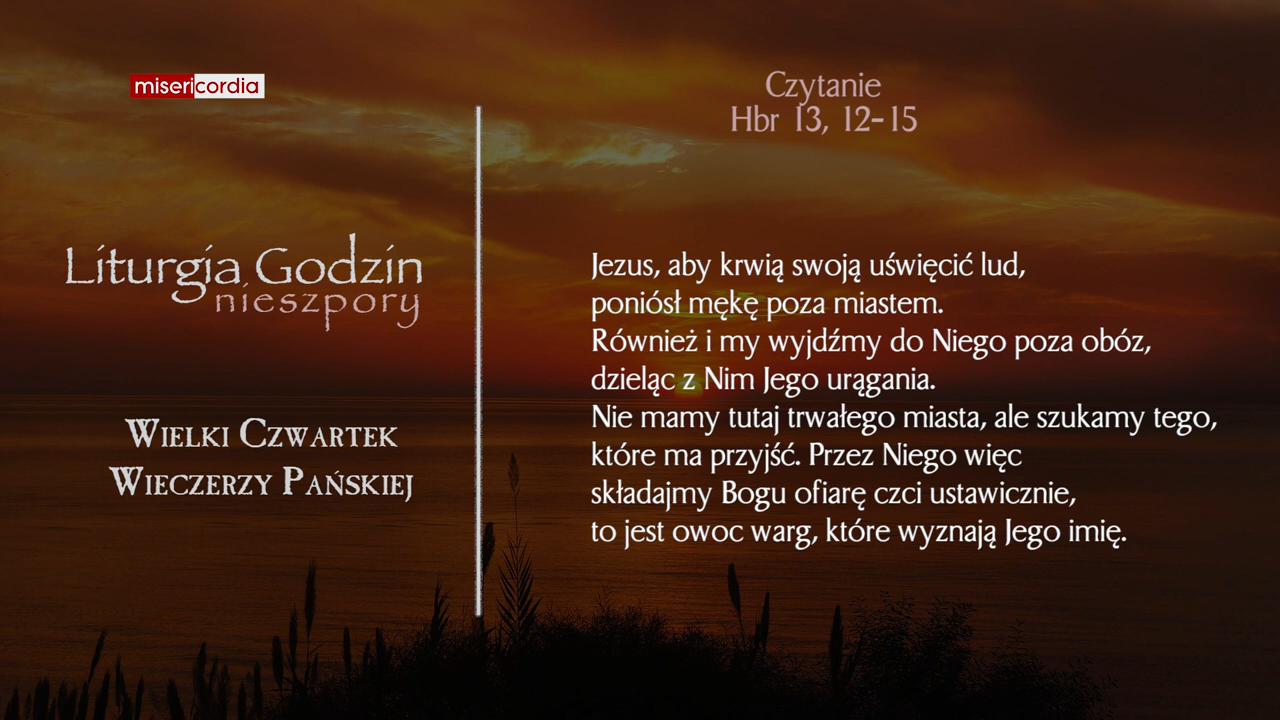 misericordia
Liturgia Godzin
nieszpory
Wielki Czwartek
Wieczerzy Pańskiej
Czytanie
Hbr 13, 12-15
Jezus, aby krwią swoją uświęcić lud,
poniósł mękę poza miastem.
Również i my wyjdźmy do Niego poza obóz,
dzieląc z Nim Jego urągania.
Nie mamy tutaj trwałego miasta, ale szukamy tego,
które ma przyjść. Przez Niego więc
składajmy Bogu ofiarę czci ustawicznie,
to jest owoc warg, które wyznają Jego imię.